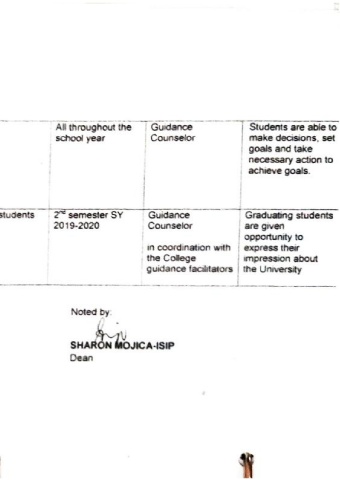 All throughout the
school year
Guidance
Counselor
Students are able to
make decisions, set
goals and take
necessary action to
achieve goals.
students
2nd semester SY
2019-2020
Guidance
Counselor
in coordination with
the College
guidance facilitators
Graduating students
are given
opportunity to
express their
impression about
the University
Noted by:
SHARON MOJICA-ISIP
Dean